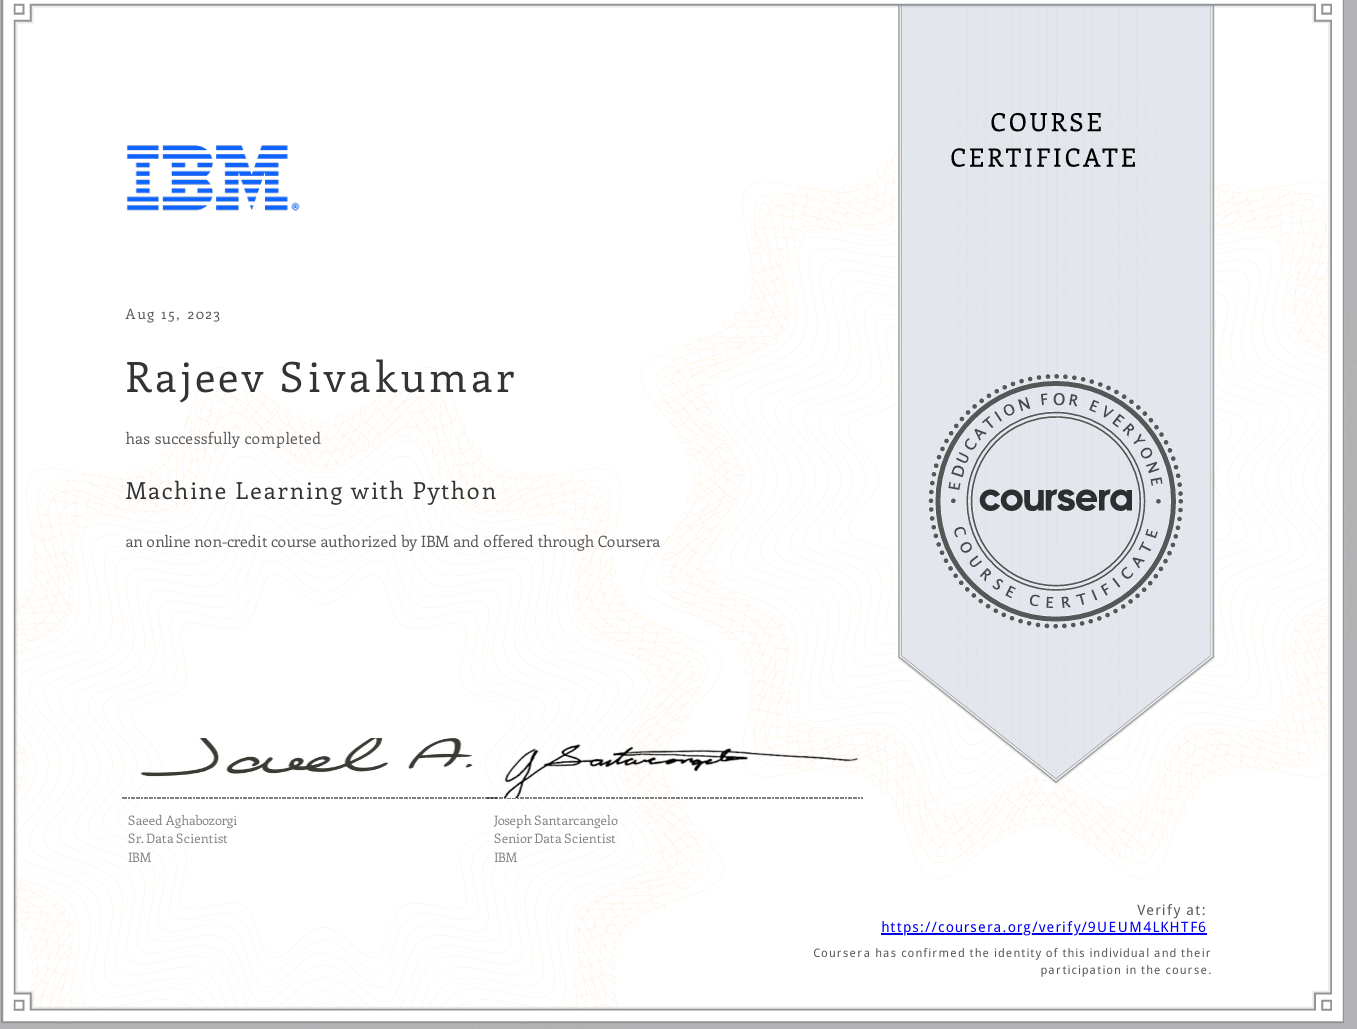 COURSE
CERTIFICATE
IBM®
Aug 15, 2023
Rajeev Sivakumar
has successfully completed
Machine Learning with Python
an online non-credit course authorized by IBM and offered through Coursera
EDUCATION FOR EVERYONE
coursera
COURSE CERTIFICATE
Saeed Aghabozorgi
Sr. Data Scientist
IBM
Joseph Santarcangelo
Senior Data Scientist
IBM
Verify at:
https://coursera.org/verify/9UEUM4LKHTF6
Coursera has confirmed the identity of this individual and their
participation in the course.